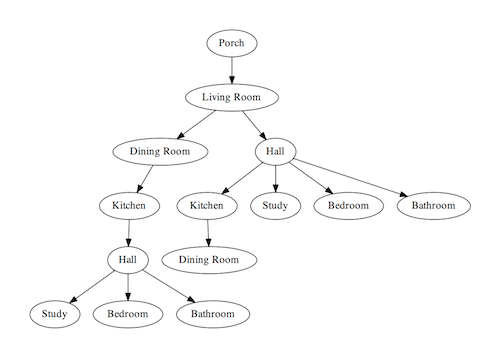 Porch
Living Room
Dining Room
Hall
Kitchen
Kitchen
Study
Bedroom
Bathroom
Hall
Dining Room
Study
Bedroom
Bathroom